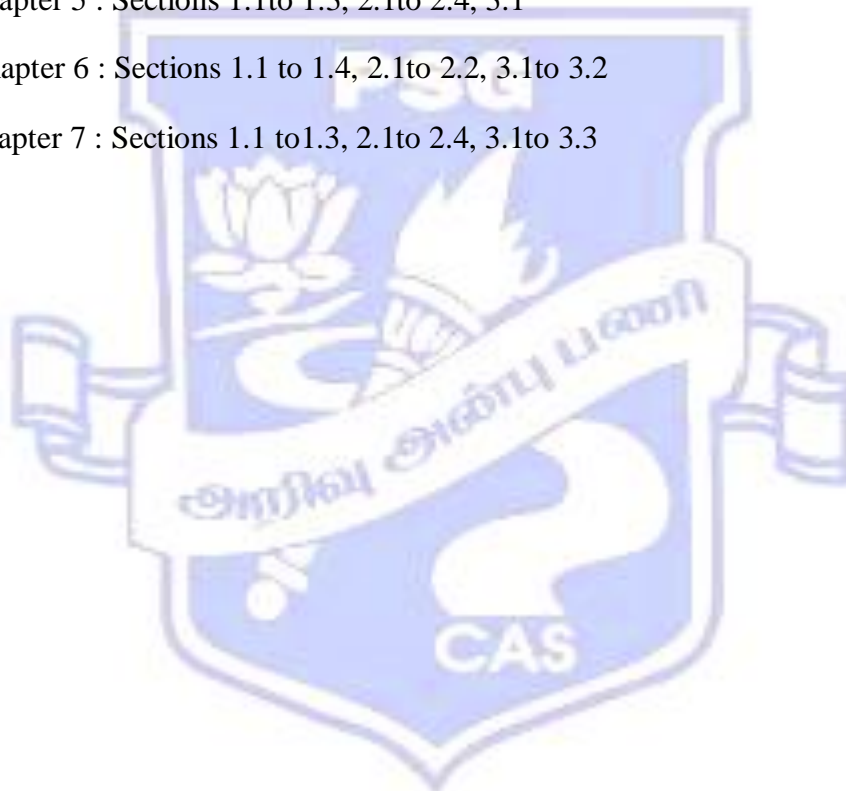 apter 5 : Sections 1.1to 1.3, 2.1to 2.4, 3.1
apter 6 : Sections 1.1 to 1.4, 2.1to 2.2, 3.1to 3.2
apter 7 : Sections 1.1 to1.3, 2.1to 2.4, 3.1to 3.3
PSG
அறிவு அன்பு பணி
CAS